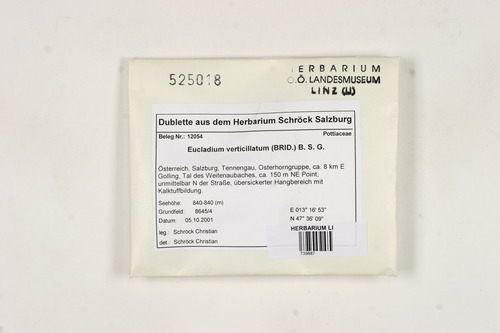 525018
HERBARIUM
O.Ö. LANDESMUSEUM
LINZ (LI)
Dublette aus dem Herbarium Schröck Salzburg
Beleg Nr.: 12054
Pottiaceae
Eucladium verticillatum (BRID.) B. S. G.
Österreich, Salzburg, Tennengau, Osterhorngruppe, ca. 8 km E
Golling, Tal des Weitenaubaches, ca. 150 m NE Point,
unmittelbar N der Straße, übersickerter Hangbereich mit
Kalktuffbildung.
Seehöhe: 840-840 (m)
Grundfeld: 8645/4
Datum: 05.10.2001
E 013° 16' 53"
N 47° 36' 09"
leg.: Schröck Christian
det.: Schröck Christian
HERBARIUM LI
739887